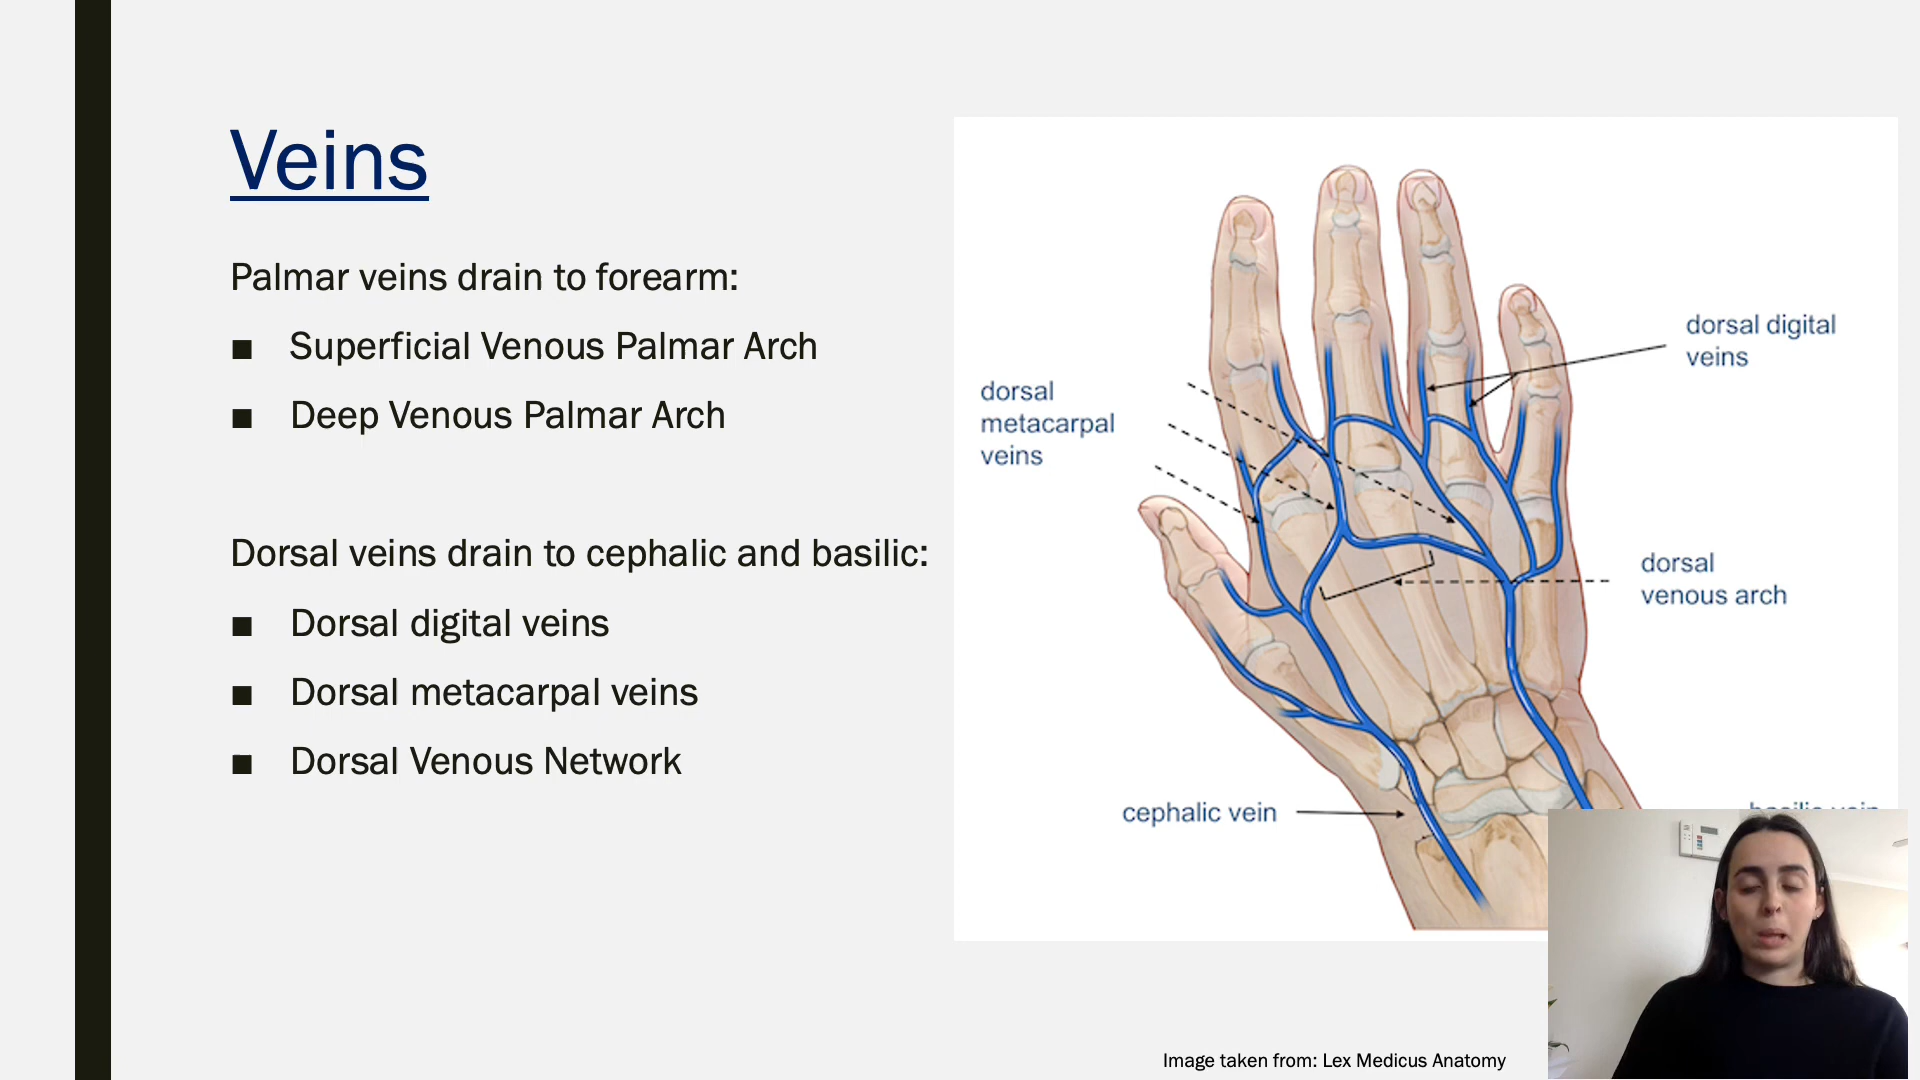 Veins
Palmar veins drain to forearm:
■ Superficial Venous Palmar Arch
■ Deep Venous Palmar Arch
Dorsal veins drain to cephalic and basilic:
■ Dorsal digital veins
■ Dorsal metacarpal veins
■ Dorsal Venous Network
dorsal digital
veins
dorsal
metacarpal
veins
dorsal
venous arch
cephalic vein
Image taken from: Lex Medicus Anatomy